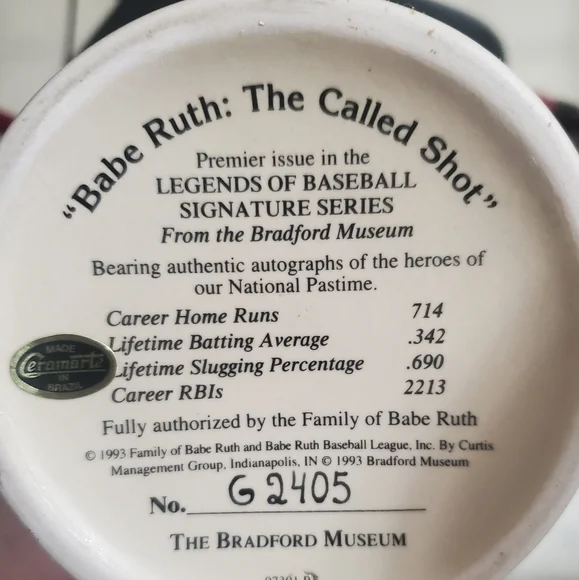 "Babe Ruth: The Called Shot"
Premier issue in the
LEGENDS OF BASEBALL
SIGNATURE SERIES
From the Bradford Museum
Bearing authentic autographs of the heroes of
our National Pastime.
Career Home Runs 714
Lifetime Batting Average .342
Lifetime Slugging Percentage .690
Career RBIs 2213
MADE
Ceramarte
IN
BRAZIL
Fully authorized by the Family of Babe Ruth
© 1993 Family of Babe Ruth and Babe Ruth Baseball League, Inc. By Curtis
Management Group, Indianapolis, IN © 1993 Bradford Museum
No. G2405
THE BRADFORD MUSEUM